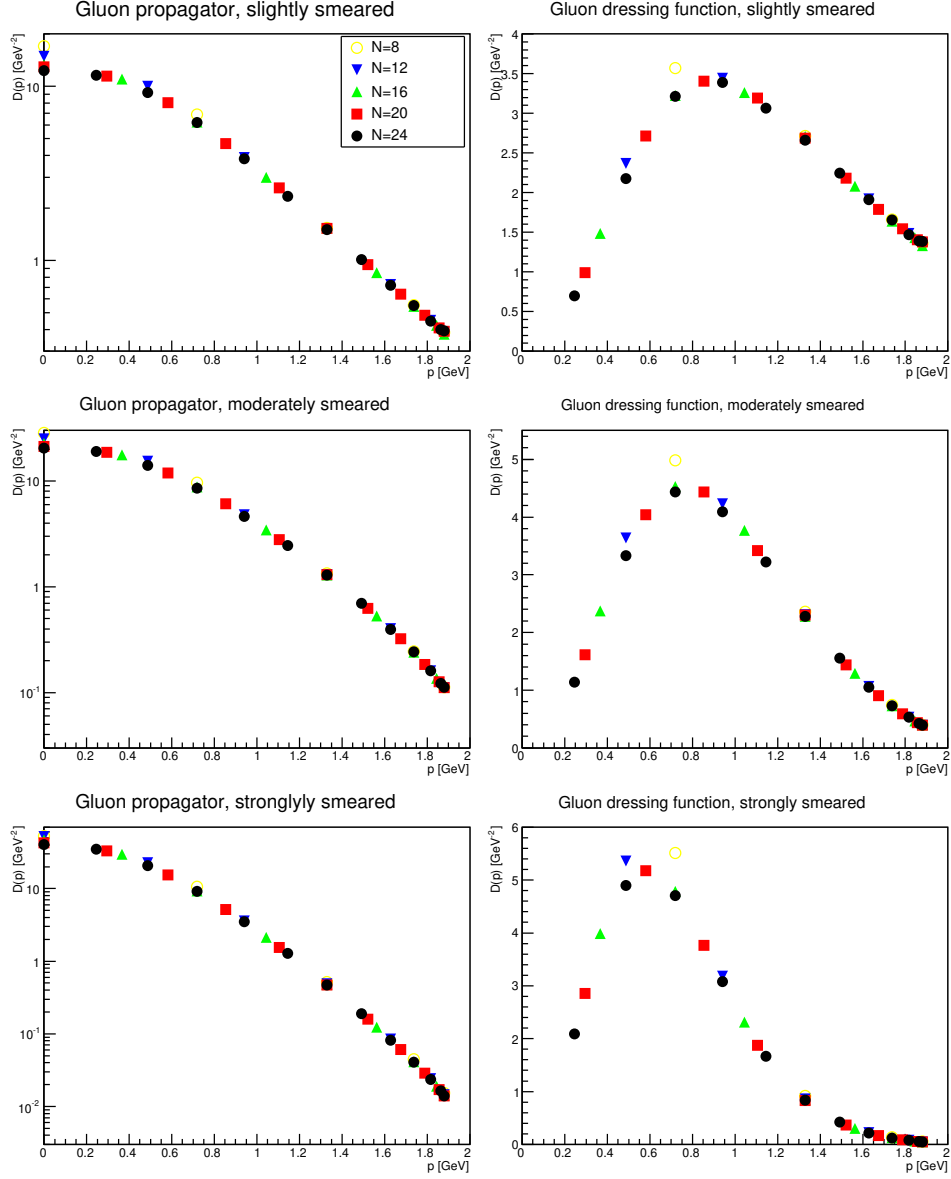 Gluon propagator, slightly smeared
D(p) [GeV⁻²]
10
1
N=8
N=12
N=16
N=20
N=24
0 0.2 0.4 0.6 0.8 1 1.2 1.4 1.6 1.8 2
p [GeV]
Gluon dressing function, slightly smeared
D(p) [GeV⁻²]
4
3.5
3
2.5
2
1.5
1
0.5
0
0 0.2 0.4 0.6 0.8 1 1.2 1.4 1.6 1.8 2
p [GeV]
Gluon propagator, moderately smeared
D(p) [GeV⁻²]
10
1
10⁻¹
0 0.2 0.4 0.6 0.8 1 1.2 1.4 1.6 1.8 2
p [GeV]
Gluon dressing function, moderately smeared
D(p) [GeV⁻²]
5
4
3
2
1
0
0 0.2 0.4 0.6 0.8 1 1.2 1.4 1.6 1.8 2
p [GeV]
Gluon propagator, stronglyly smeared
D(p) [GeV⁻²]
10
1
10⁻¹
10⁻²
0 0.2 0.4 0.6 0.8 1 1.2 1.4 1.6 1.8 2
p [GeV]
Gluon dressing function, strongly smeared
D(p) [GeV⁻²]
6
5
4
3
2
1
0
0 0.2 0.4 0.6 0.8 1 1.2 1.4 1.6 1.8 2
p [GeV]